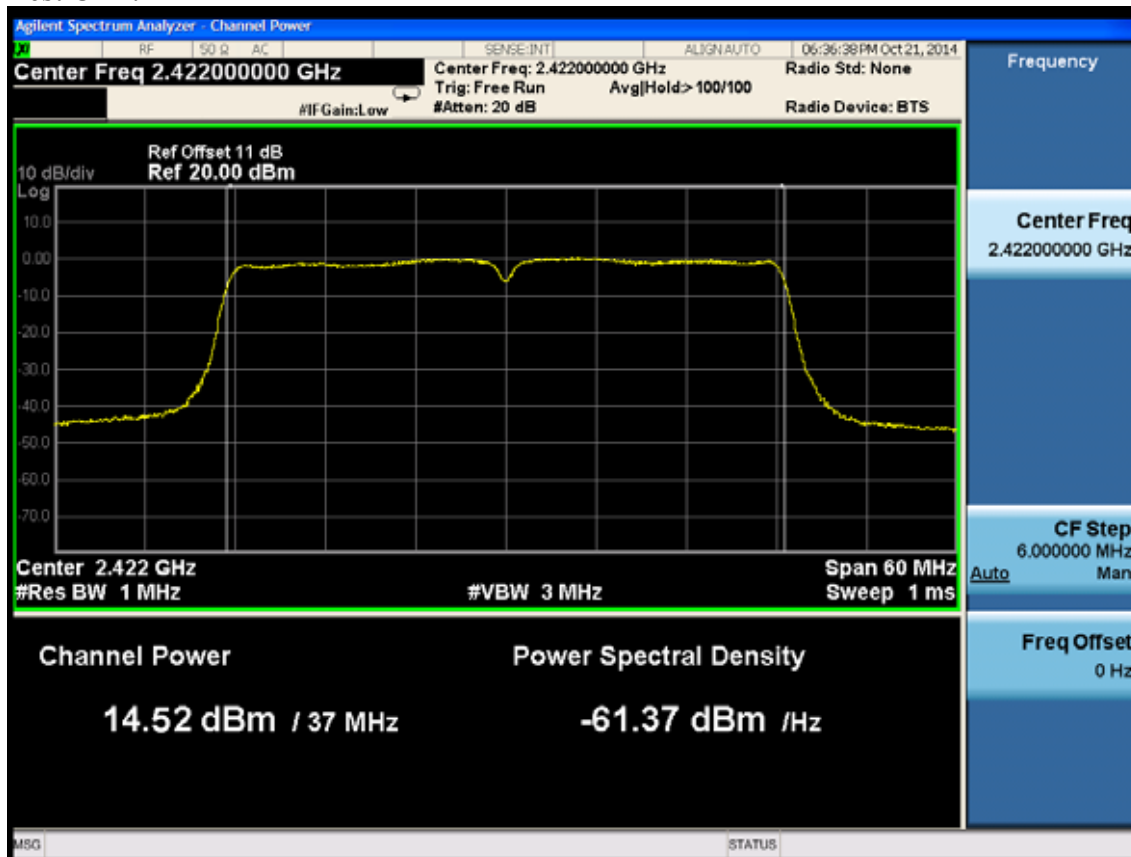 Agilent Spectrum Analyzer - Channel Power
RF 50 Ω AC SENSE:INT ALIGN AUTO 06:36:38 PM Oct 21, 2014
Center Freq 2.422000000 GHz
Center Freq: 2.422000000 GHz
Radio Std: None
Trig: Free Run Avg|Hold:> 100/100
#IFGain:Low
#Atten: 20 dB
Radio Device: BTS
Ref Offset 11 dB
10 dB/div Ref 20.00 dBm
Log
10.0
0.00
-10.0
-20.0
-30.0
-40.0
-50.0
-60.0
-70.0
Center 2.422 GHz Span 60 MHz
#Res BW 1 MHz #VBW 3 MHz Sweep 1 ms
Channel Power Power Spectral Density
14.52 dBm / 37 MHz -61.37 dBm /Hz
Frequency
Center Freq
2.422000000 GHz
CF Step
6.000000 MHz
Auto Man
Freq Offset
0 Hz
MSG STATUS